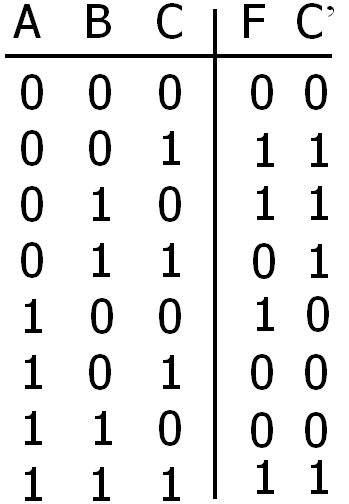 A B C F C'
0 0 0 0 0
0 0 1 1 1
0 1 0 1 1
0 1 1 0 1
1 0 0 1 0
1 0 1 0 0
1 1 0 0 0
1 1 1 1 1